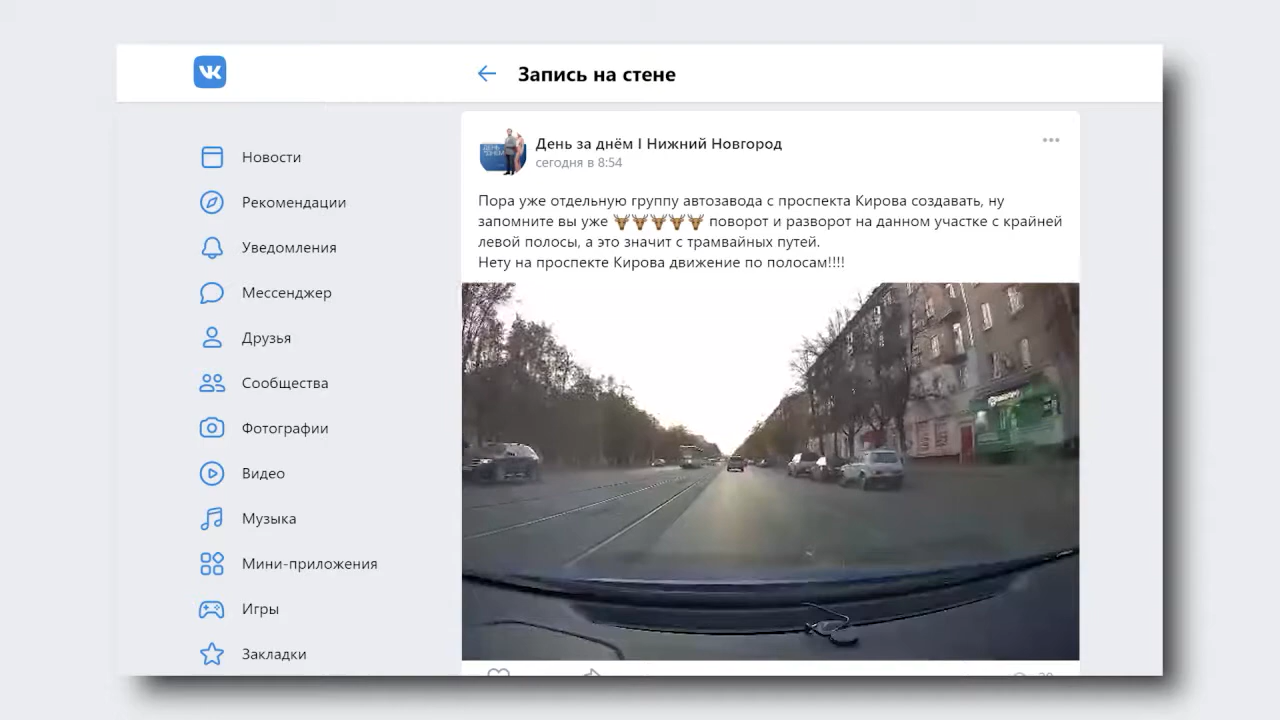 VK
Запись на стене
Новости
Рекомендации
Уведомления
Мессенджер
Друзья
Сообщества
Фотографии
Видео
Музыка
Мини-приложения
Игры
Закладки
День за днём I Нижний Новгород
сегодня в 8:54
Пора уже отдельную группу автозавода с проспекта Кирова создавать, ну
запомните вы уже поворот и разворот на данном участке с крайней
левой полосы, а это значит с трамвайных путей.
Нету на проспекте Кирова движение по полосам!!!!